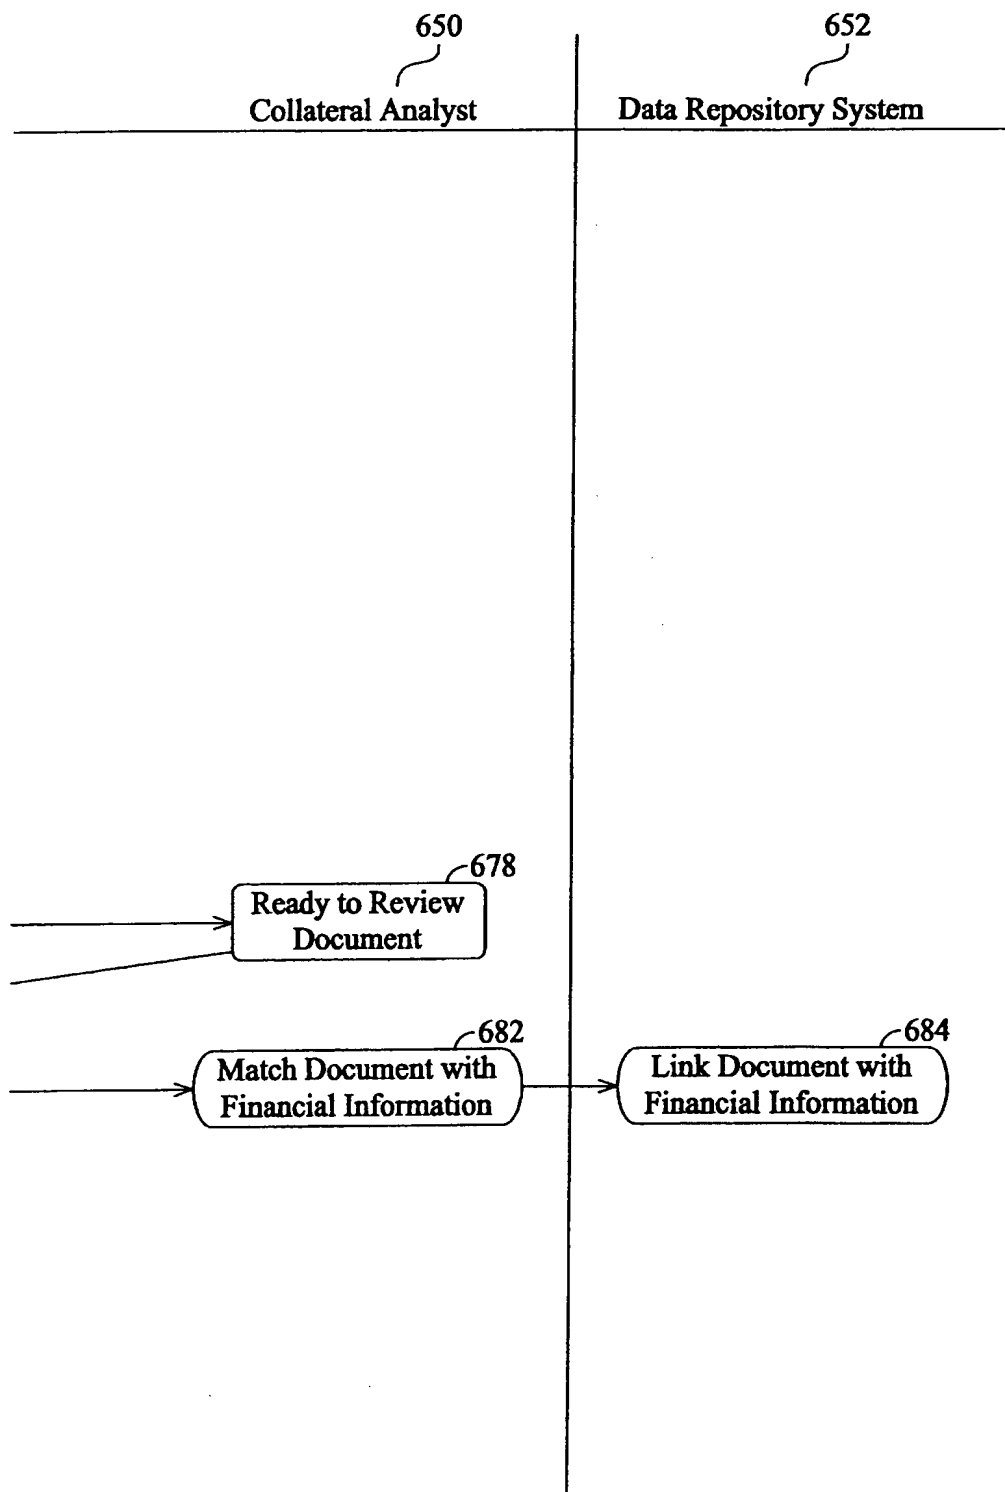 650
652
Collateral Analyst
Data Repository System
678
Ready to Review
Document
682
Match Document with
Financial Information
684
Link Document with
Financial Information